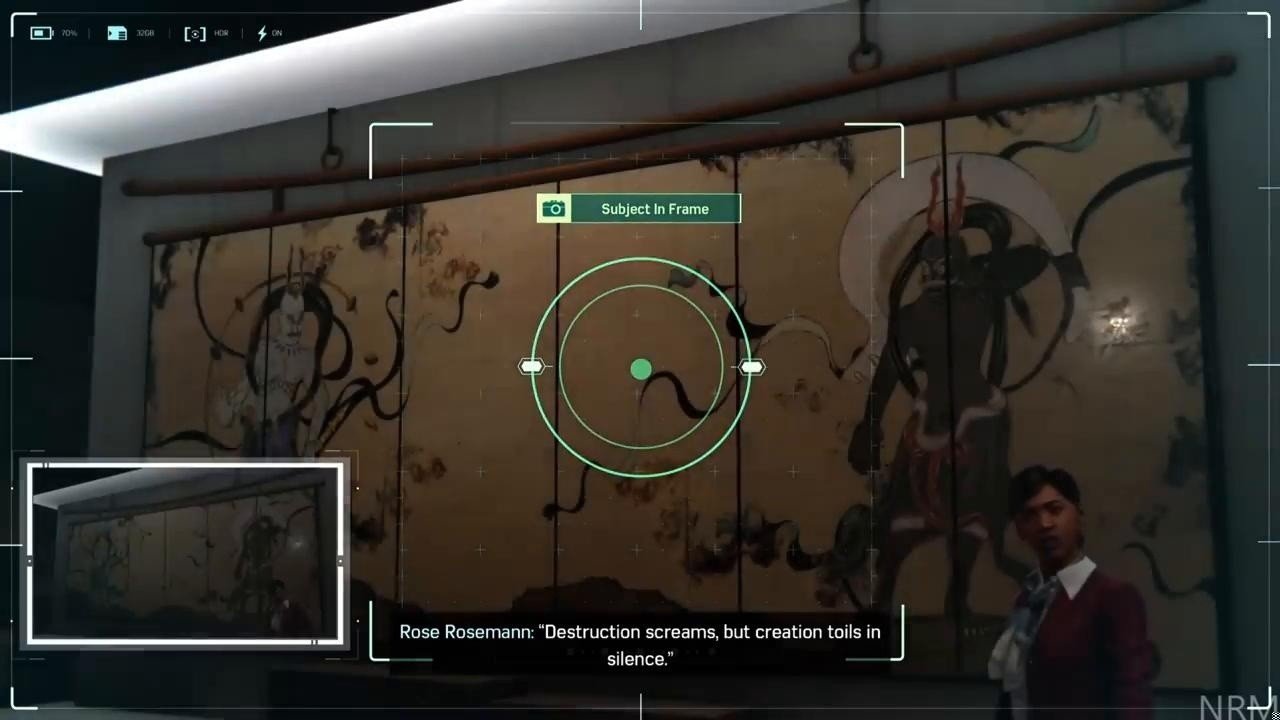 70%
32GB
HDR
ON
Subject In Frame
Rose Rosemann: “Destruction screams, but creation toils in
silence.”
NRM